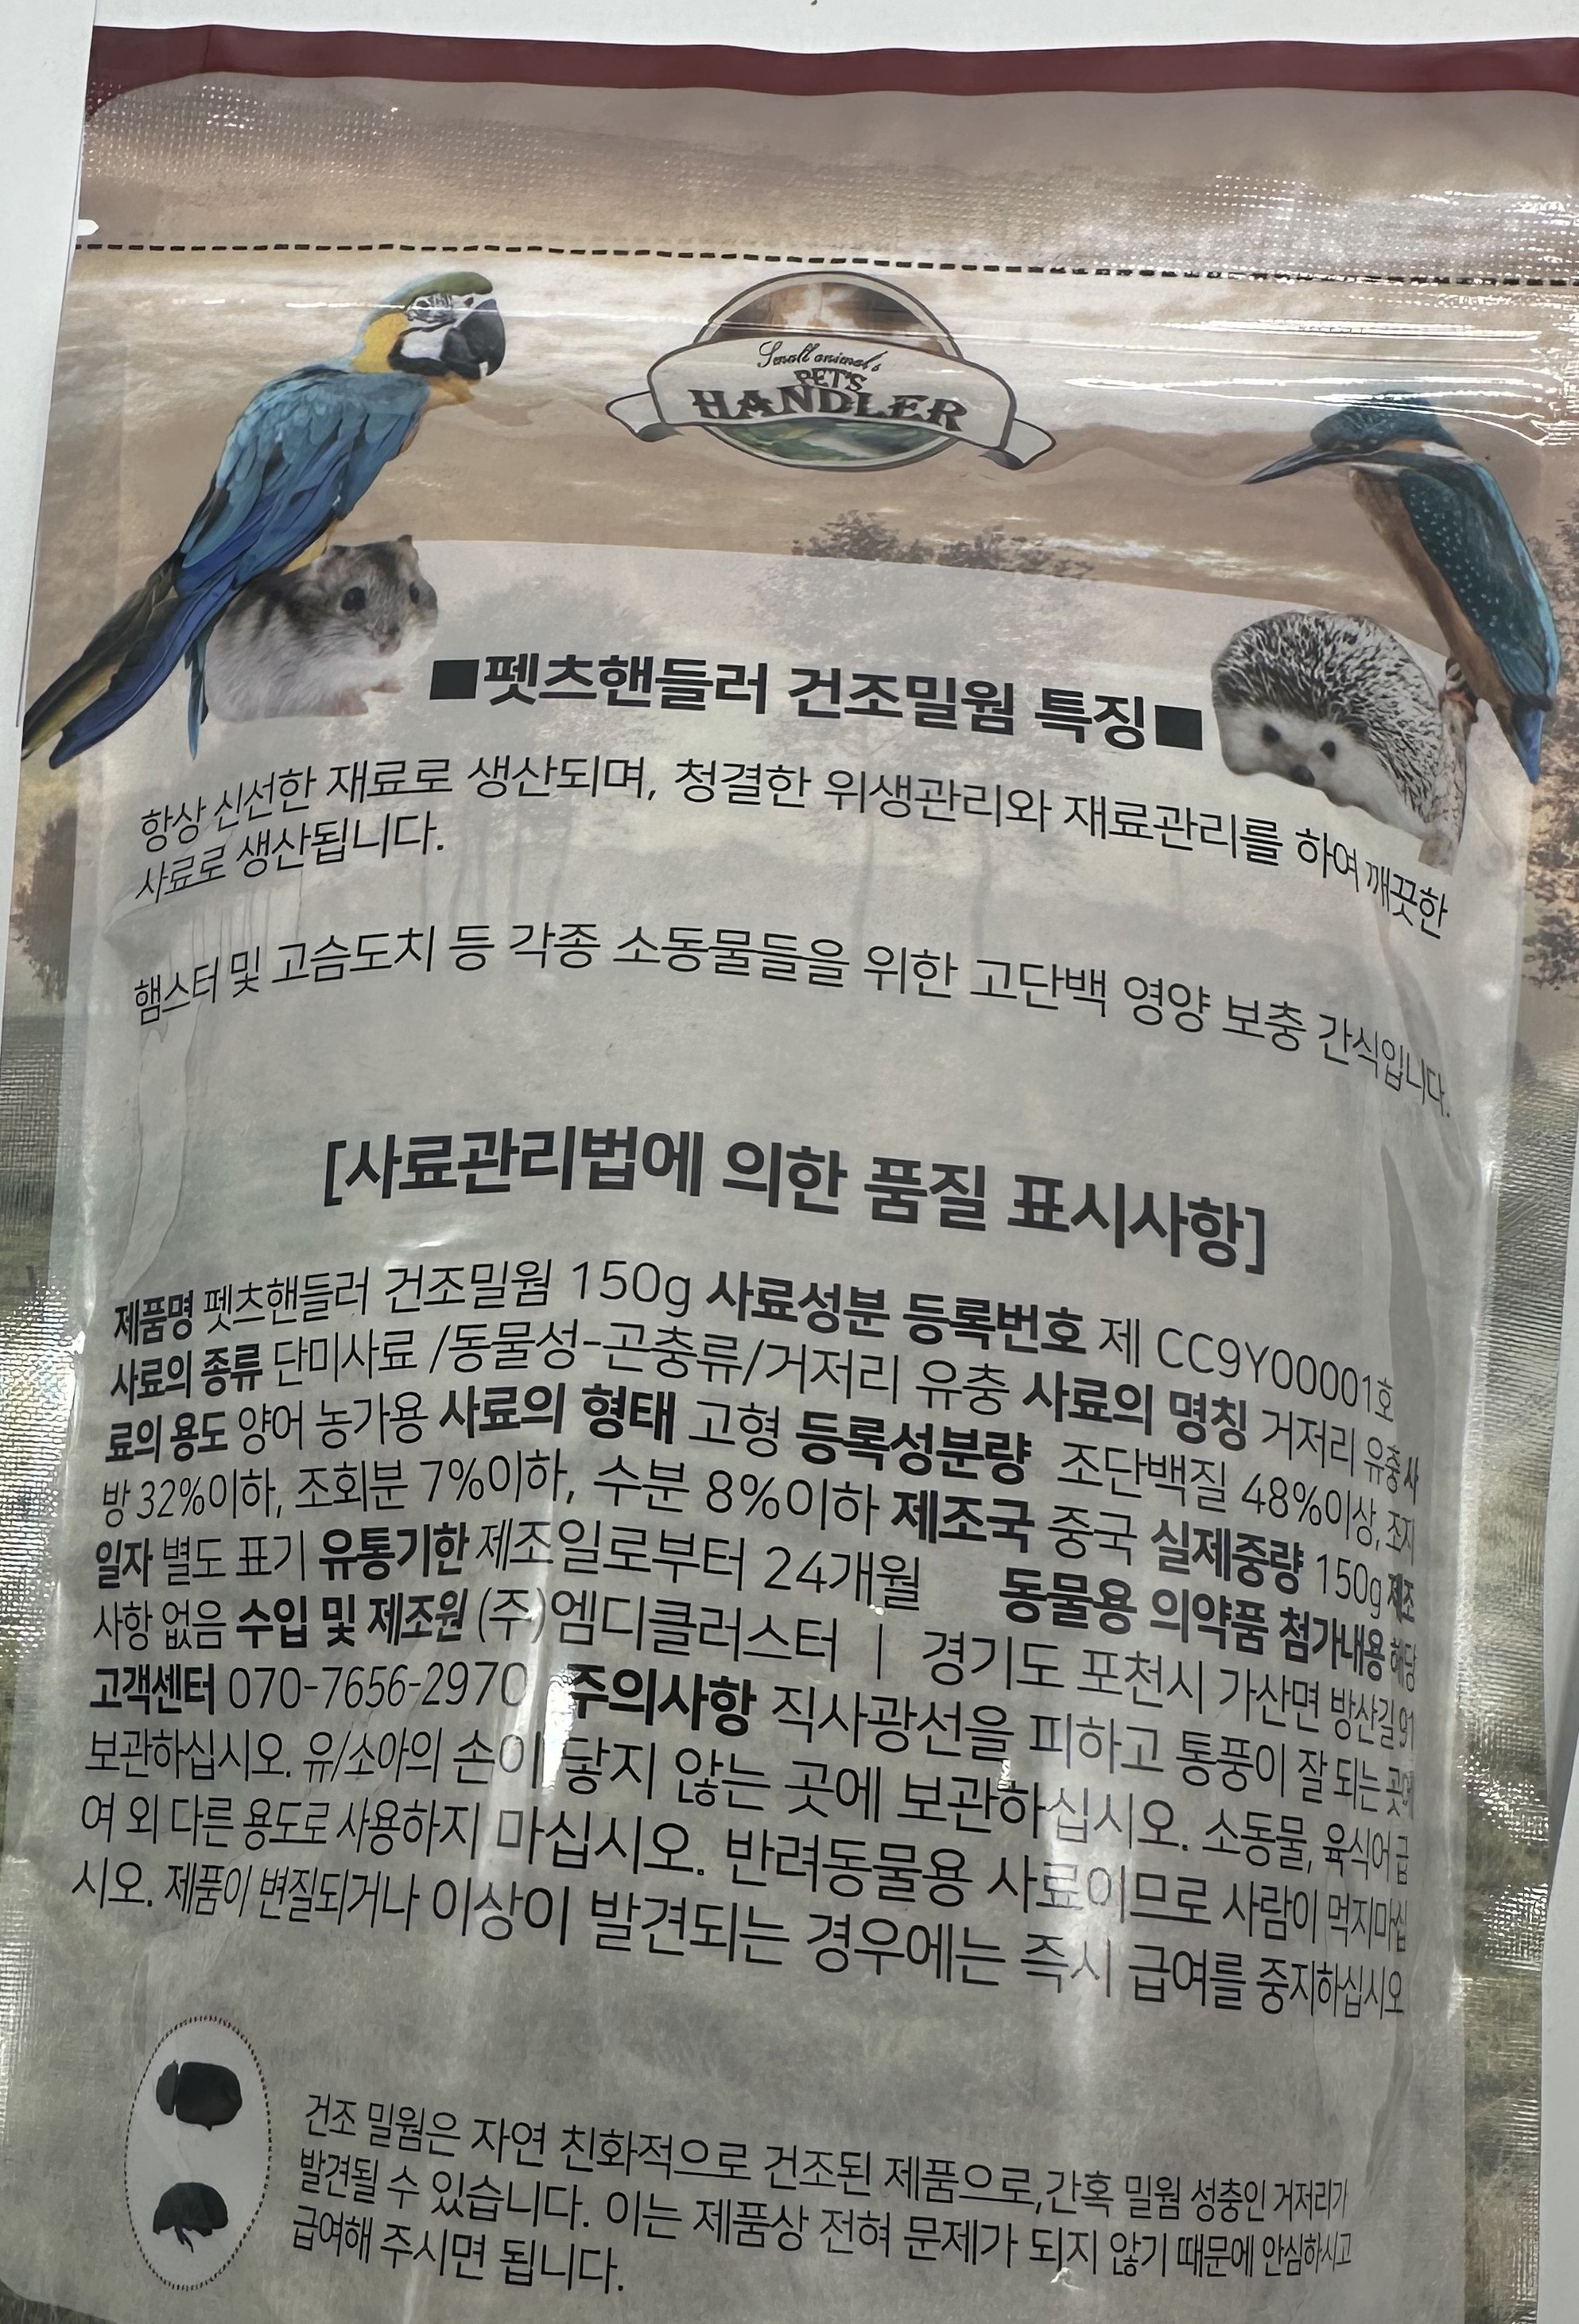 Small animal's
PET'S
HANDLER
■펫츠핸들러 건조밀웜 특징■
항상 신선한 재료로 생산되며, 청결한 위생관리와 재료관리를 하여 깨끗한
사료로 생산됩니다.
햄스터 및 고슴도치 등 각종 소동물들을 위한 고단백 영양 보충 간식입니다.
[사료관리법에 의한 품질 표시사항]
제품명 펫츠핸들러 건조밀웜 150g 사료성분 등록번호 제 CC9Y00001호
사료의 종류 단미사료 /동물성-곤충류/거저리 유충 사료의 명칭 거저리 유충 사
료의 용도 양어 농가용 사료의 형태 고형 등록성분량 조단백질 48%이상, 조지
방 32%이하, 조회분 7%이하, 수분 8%이하 제조국 중국 실제중량 150g 제조
일자 별도 표기 유통기한 제조일로부터 24개월 동물용 의약품 첨가내용 해당
사항 없음 수입 및 제조원 (주)엠디클러스터 | 경기도 포천시 가산면 방산길 91
고객센터 070-7656-2970 주의사항 직사광선을 피하고 통풍이 잘 되는 곳에
보관하십시오. 유/소아의 손이 닿지 않는 곳에 보관하십시오. 소동물, 육식어 급
여 외 다른 용도로 사용하지 마십시오. 반려동물용 사료이므로 사람이 먹지마십
시오. 제품이 변질되거나 이상이 발견되는 경우에는 즉시 급여를 중지하십시오
건조 밀웜은 자연 친화적으로 건조된 제품으로,간혹 밀웜 성충인 거저리가
발견될 수 있습니다. 이는 제품상 전혀 문제가 되지 않기 때문에 안심하시고
급여해 주시면 됩니다.